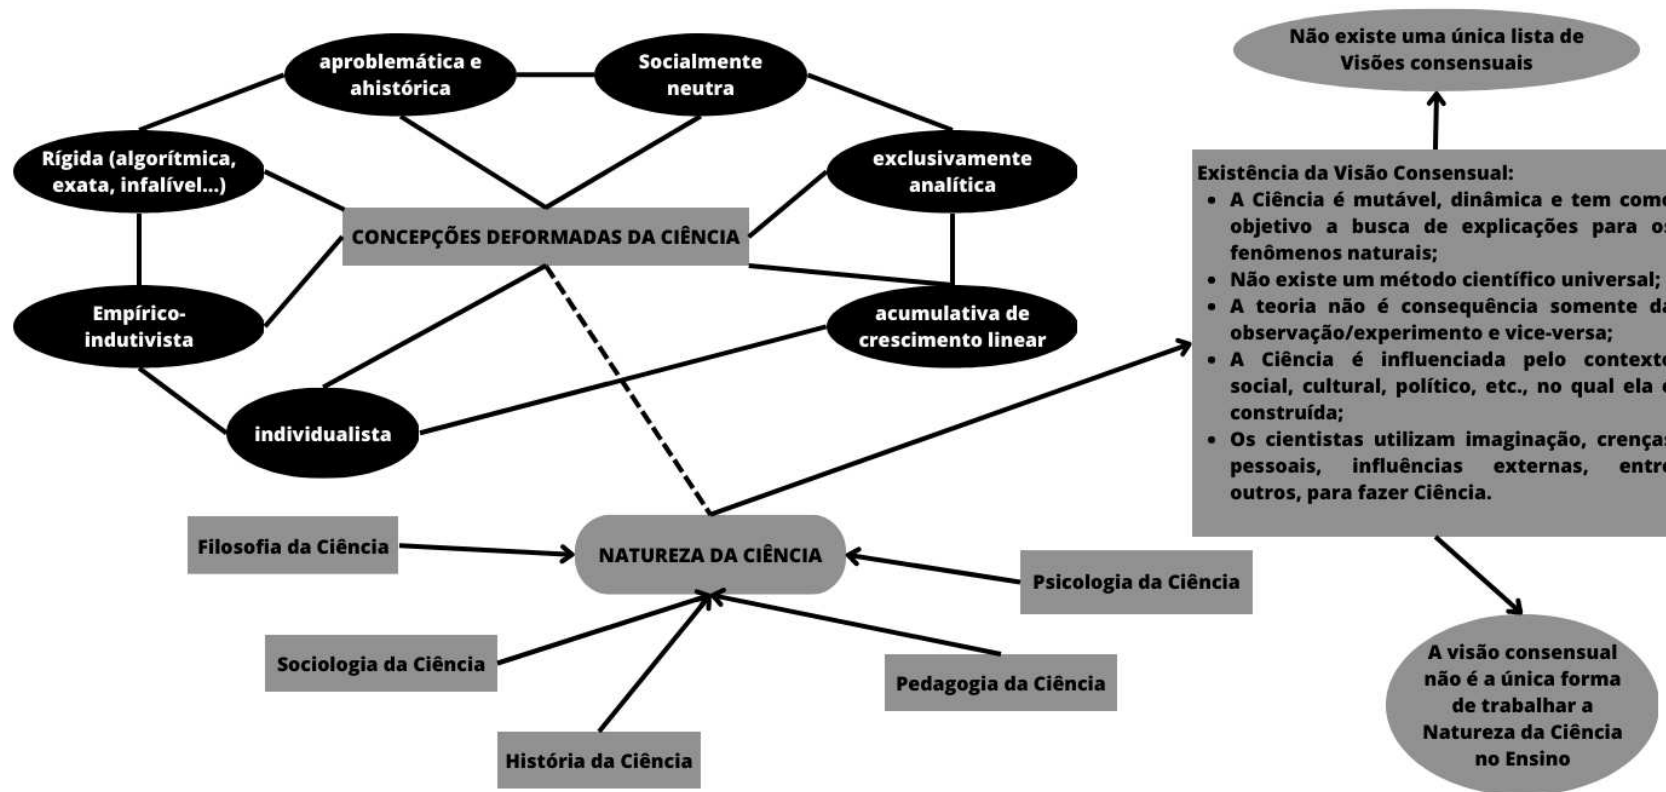 aproblemática e
ahistórica
Socialmente
neutra
Rígida (algorítmica,
exata, infalível...)
exclusivamente
analítica
CONCEPÇÕES DEFORMADAS DA CIÊNCIA
Empírico-
indutivista
acumulativa de
crescimento linear
individualista
Filosofia da Ciência
NATUREZA DA CIÊNCIA
Psicologia da Ciência
Sociologia da Ciência
Pedagogia da Ciência
História da Ciência
Não existe uma única lista de
Visões consensuais
Existência da Visão Consensual:
• A Ciência é mutável, dinâmica e tem como
objetivo a busca de explicações para os
fenômenos naturais;
• Não existe um método científico universal;
• A teoria não é consequência somente da
observação/experimento e vice-versa;
• A Ciência é influenciada pelo contexto
social, cultural, político, etc., no qual ela é
construída;
• Os cientistas utilizam imaginação, crenças
pessoais, influências externas, entre
outros, para fazer Ciência.
A visão consensual
não é a única forma
de trabalhar a
Natureza da Ciência
no Ensino